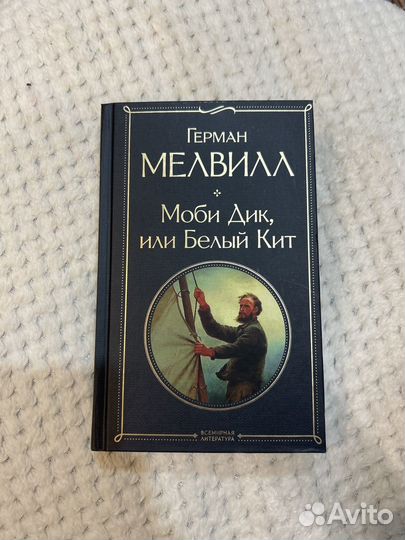 Герман
Мелвилл
Моби Дик,
или Белый Кит
Всемирная
литература
Avito